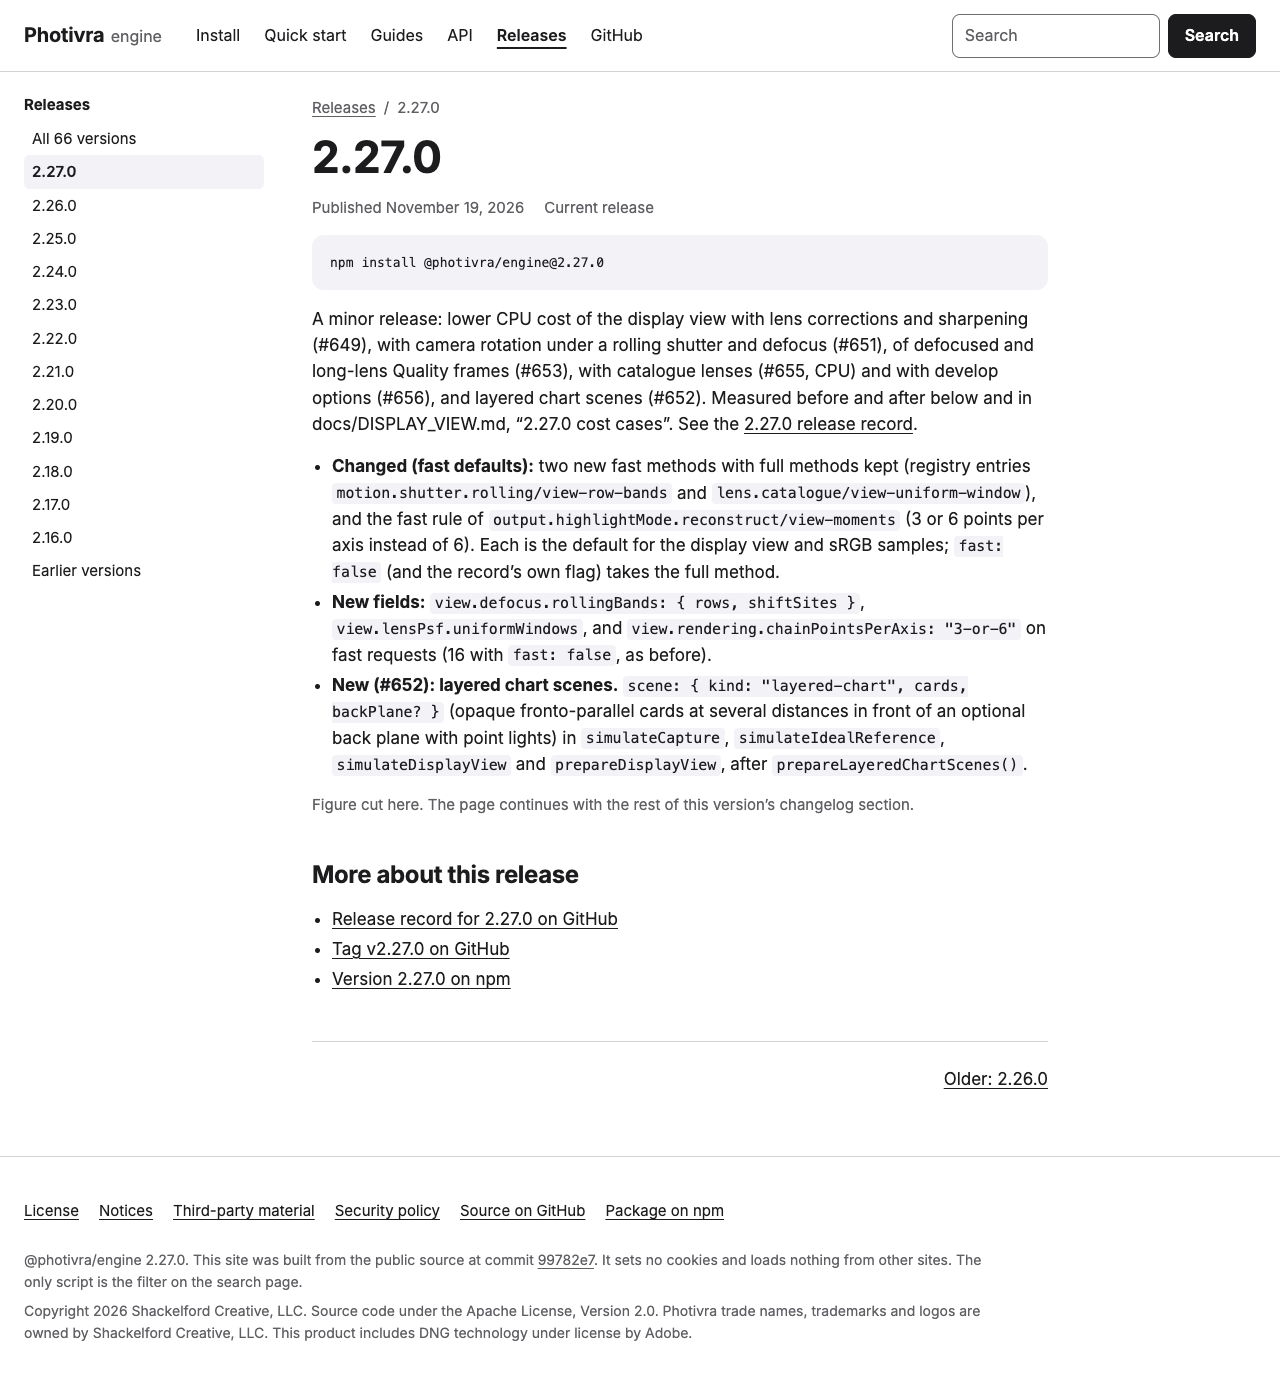 Photivra engine
Install
Quick start
Guides
API
Releases
GitHub
Search
Search
Releases
All 66 versions
2.27.0
2.26.0
2.25.0
2.24.0
2.23.0
2.22.0
2.21.0
2.20.0
2.19.0
2.18.0
2.17.0
2.16.0
Earlier versions
Releases / 2.27.0
2.27.0
Published November 19, 2026 Current release
npm install @photivra/engine@2.27.0
A minor release: lower CPU cost of the display view with lens corrections and sharpening
(#649), with camera rotation under a rolling shutter and defocus (#651), of defocused and
long-lens Quality frames (#653), with catalogue lenses (#655, CPU) and with develop
options (#656), and layered chart scenes (#652). Measured before and after below and in
docs/DISPLAY_VIEW.md, “2.27.0 cost cases”. See the 2.27.0 release record.
• Changed (fast defaults): two new fast methods with full methods kept (registry entries
motion.shutter.rolling/view-row-bands and lens.catalogue/view-uniform-window),
and the fast rule of output.highlightMode.reconstruct/view-moments (3 or 6 points per
axis instead of 6). Each is the default for the display view and sRGB samples; fast:
false (and the record’s own flag) takes the full method.
• New fields: view.defocus.rollingBands: { rows, shiftSites },
view.lensPsf.uniformWindows, and view.rendering.chainPointsPerAxis: "3-or-6" on
fast requests (16 with fast: false, as before).
• New (#652): layered chart scenes. scene: { kind: "layered-chart", cards,
backPlane? } (opaque fronto-parallel cards at several distances in front of an optional
back plane with point lights) in simulateCapture, simulateIdealReference,
simulateDisplayView and prepareDisplayView, after prepareLayeredChartScenes().
Figure cut here. The page continues with the rest of this version’s changelog section.
More about this release
• Release record for 2.27.0 on GitHub
• Tag v2.27.0 on GitHub
• Version 2.27.0 on npm
Older: 2.26.0
License
Notices
Third-party material
Security policy
Source on GitHub
Package on npm
@photivra/engine 2.27.0. This site was built from the public source at commit 99782e7. It sets no cookies and loads nothing from other sites. The
only script is the filter on the search page.
Copyright 2026 Shackelford Creative, LLC. Source code under the Apache License, Version 2.0. Photivra trade names, trademarks and logos are
owned by Shackelford Creative, LLC. This product includes DNG technology under license by Adobe.